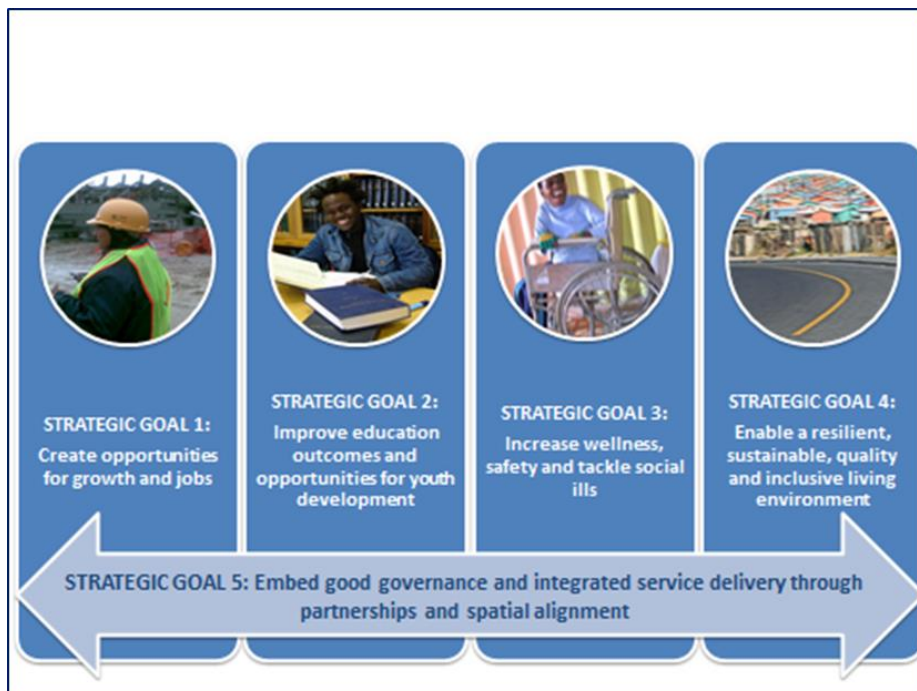 STRATEGIC GOAL 1:
Create opportunities
for growth and jobs
STRATEGIC GOAL 2:
Improve education
outcomes and
opportunities for youth
development
STRATEGIC GOAL 3:
Increase wellness,
safety and tackle social
ills
STRATEGIC GOAL 4:
Enable a resilient,
sustainable, quality
and inclusive living
environment
STRATEGIC GOAL 5: Embed good governance and integrated service delivery through
partnerships and spatial alignment